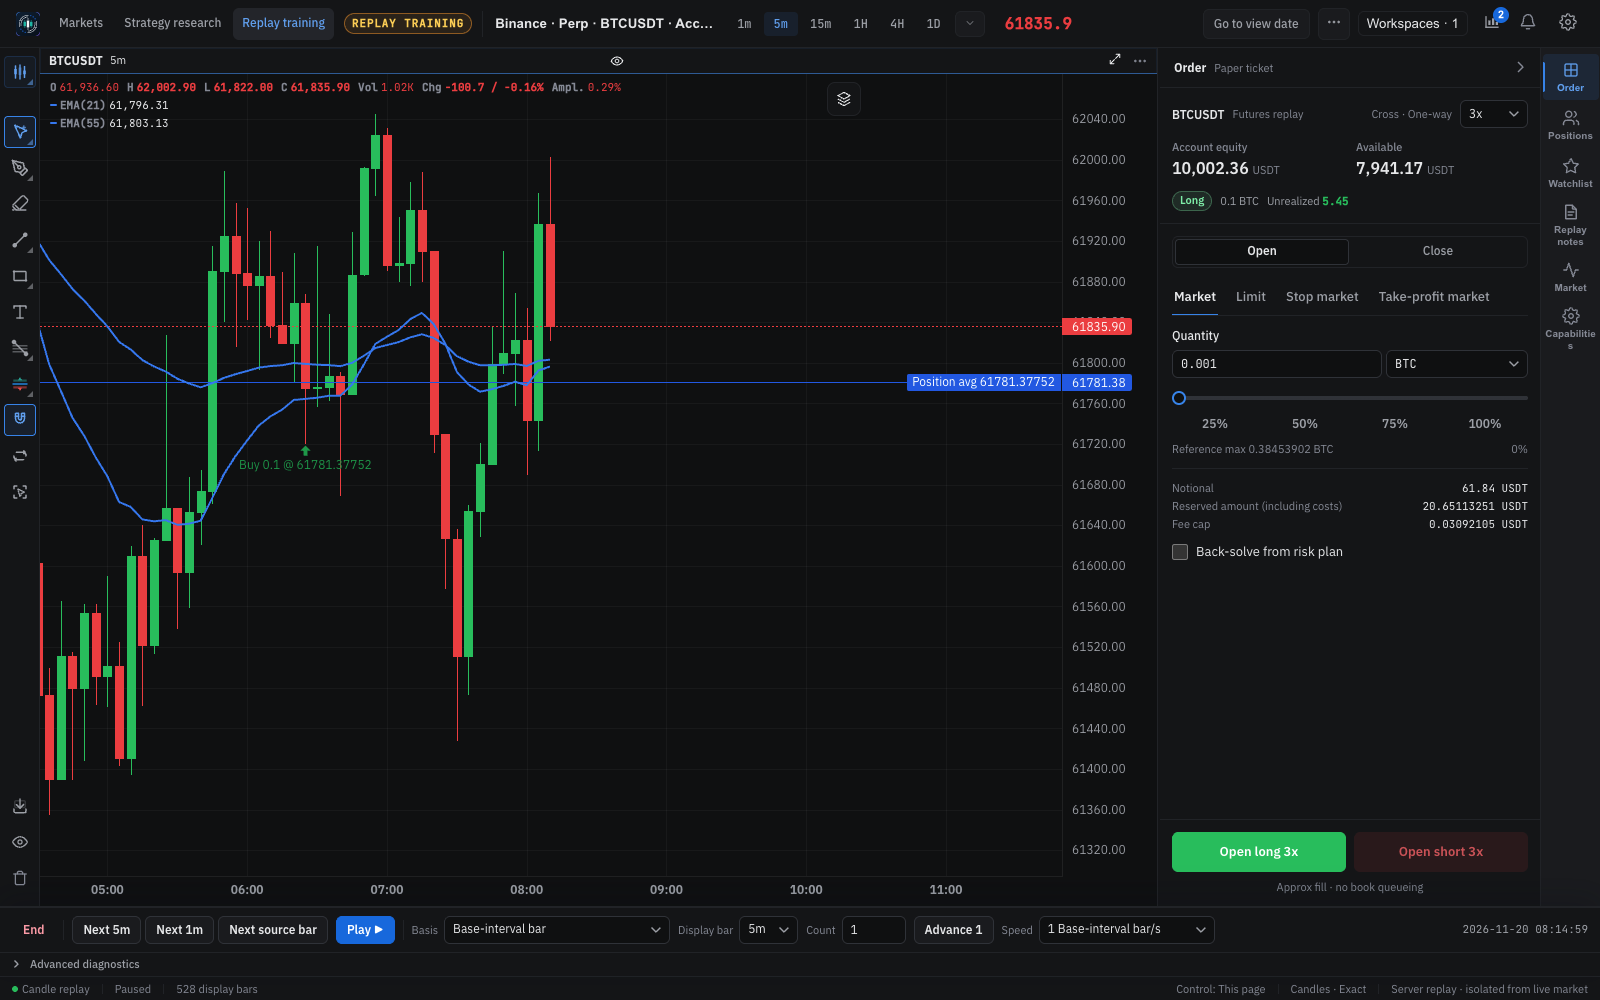 Markets Strategy research Replay training REPLAY TRAINING Binance · Perp · BTCUSDT · Acc... 1m 5m 15m 1H 4H 1D 61835.9 Go to view date ··· Workspaces · 1 2
BTCUSDT 5m
O 61,936.60 H 62,002.90 L 61,822.00 C 61,835.90 Vol 1.02K Chg -100.7 / -0.16% Ampl. 0.29%
EMA(21) 61,796.31
EMA(55) 61,803.13
62040.00
62000.00
61960.00
61920.00
61880.00
61835.90
61800.00
Position avg 61781.37752 61781.38
61760.00
61720.00
Buy 0.1 @ 61781.37752
61680.00
61640.00
61600.00
61560.00
61520.00
61480.00
61440.00
61400.00
61360.00
61320.00
05:00 06:00 07:00 08:00 09:00 10:00 11:00
Order Paper ticket
BTCUSDT Futures replay Cross · One-way 3x
Account equity Available
10,002.36 USDT 7,941.17 USDT
Long 0.1 BTC Unrealized 5.45
Open Close
Market Limit Stop market Take-profit market
Quantity
0.001 BTC
25% 50% 75% 100%
Reference max 0.38453902 BTC 0%
Notional 61.84 USDT
Reserved amount (including costs) 20.65113251 USDT
Fee cap 0.03092105 USDT
Back-solve from risk plan
Open long 3x Open short 3x
Approx fill · no book queueing
Order
Positions
Watchlist
Replay
notes
Market
Capabilitie
s
End Next 5m Next 1m Next source bar Play Basis Base-interval bar Display bar 5m Count 1 Advance 1 Speed 1 Base-interval bar/s 2026-11-20 08:14:59
Advanced diagnostics
Candle replay Paused 528 display bars Control: This page Candles · Exact Server replay · isolated from live market